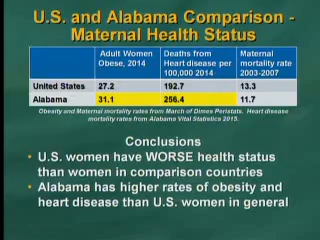 U.S. and Alabama Comparison -
Maternal Health Status
Adult Women Obese, 2014 | Deaths from Heart disease per 100,000 2014 | Maternal mortality rate 2003-2007
United States | 27.2 | 192.7 | 13.3
Alabama | 31.1 | 256.4 | 11.7
Obesity and Maternal mortality rates from March of Dimes Peristats. Heart disease
mortality rates from Alabama Vital Statistics 2015.
Conclusions
• U.S. women have WORSE health status
than women in comparison countries
• Alabama has higher rates of obesity and
heart disease than U.S. women in general